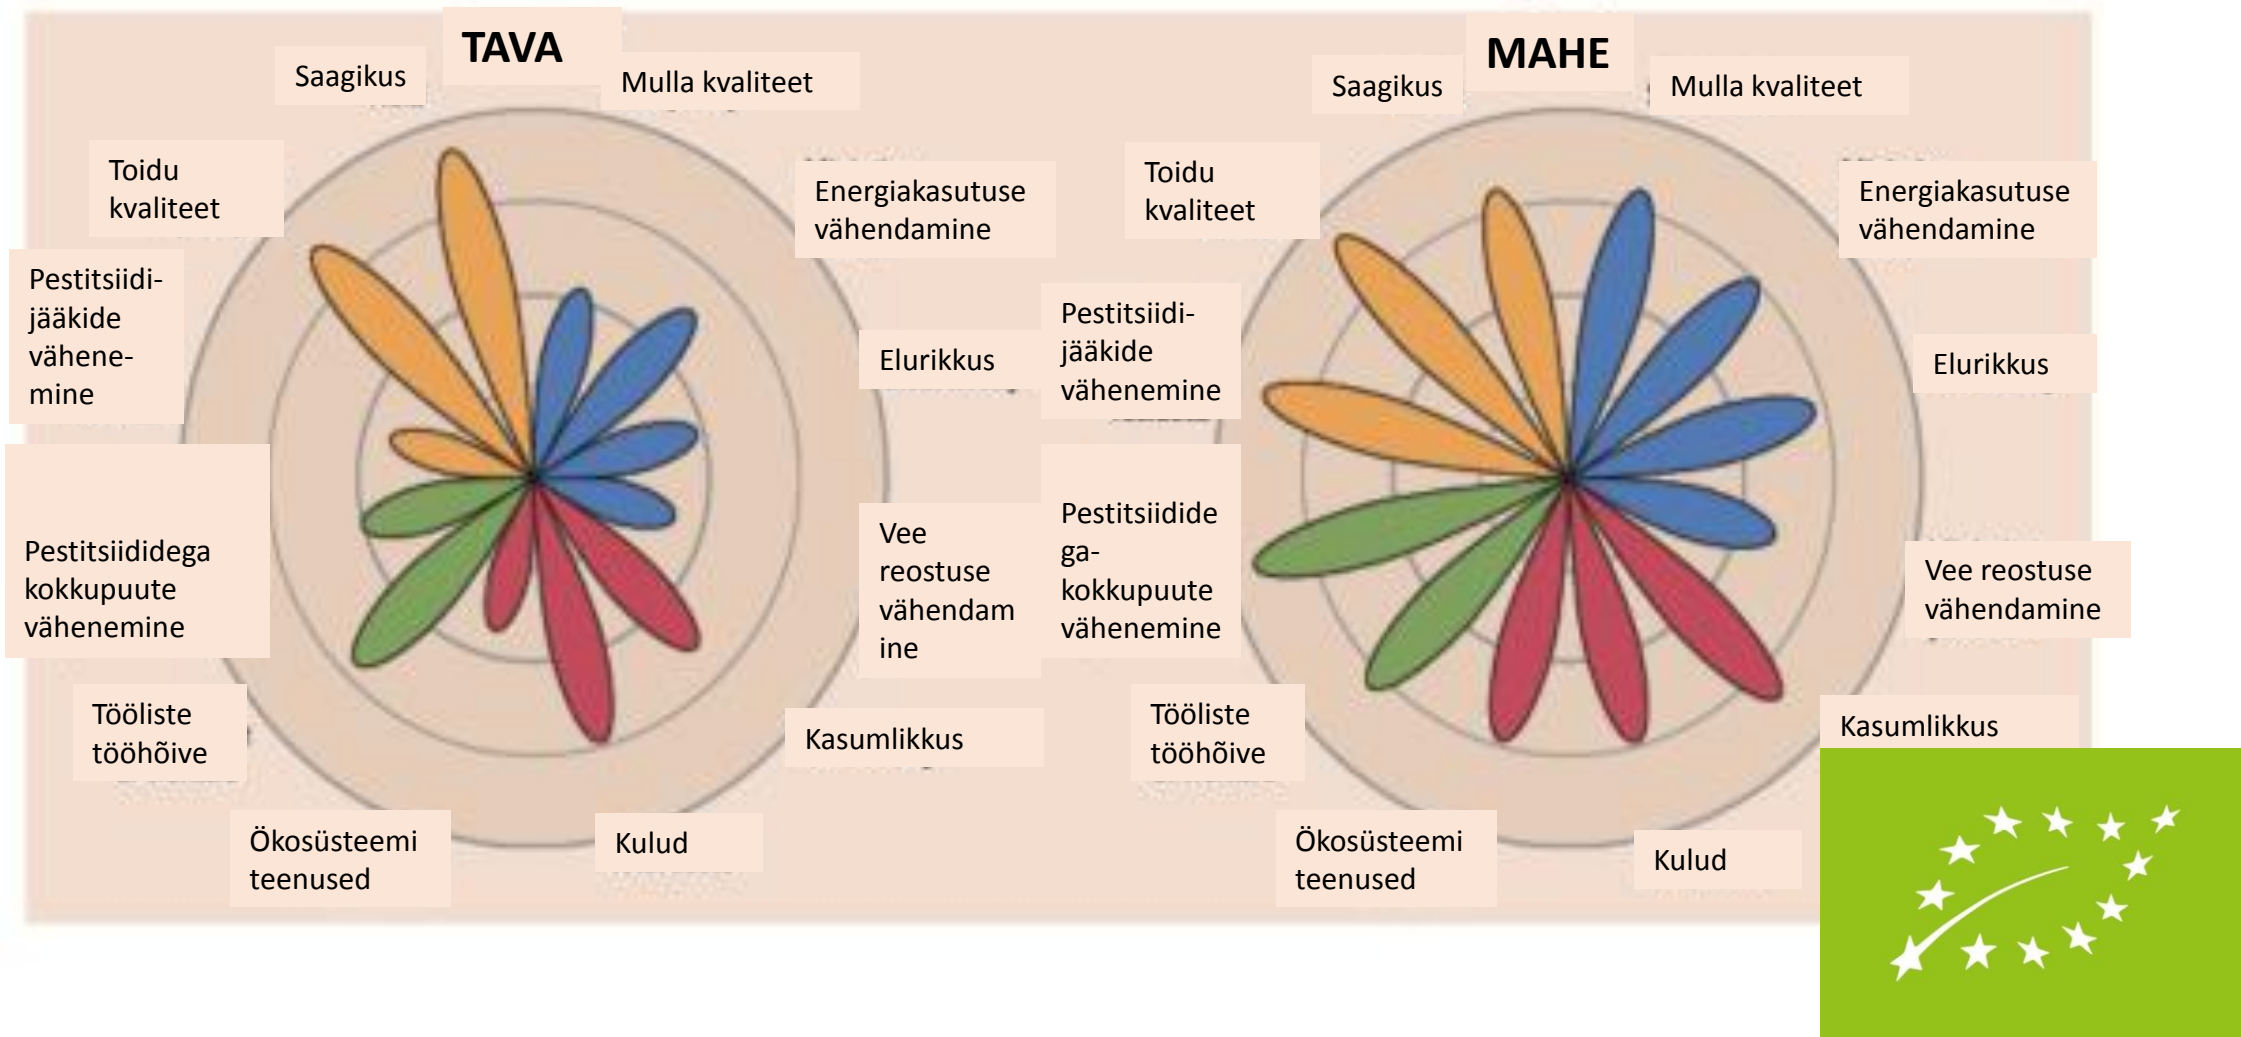 TAVA
Saagikus
Mulla kvaliteet
Toidu
kvaliteet
Energiakasutuse
vähendamine
Pestitsiidi-
jääkide
vähene-
mine
Elurikkus
Pestitsiididega
kokkupuute
vähenemine
Vee
reostuse
vähendam
ine
Tööliste
tööhõive
Kasumlikkus
Ökosüsteemi
teenused
Kulud
MAHE
Saagikus
Mulla kvaliteet
Toidu
kvaliteet
Energiakasutuse
vähendamine
Pestitsiidi-
jääkide
vähenemine
Elurikkus
Pestitsiidide
ga-
kokkupuute
vähenemine
Vee reostuse
vähendamine
Tööliste
tööhõive
Kasumlikkus
Ökosüsteemi
teenused
Kulud